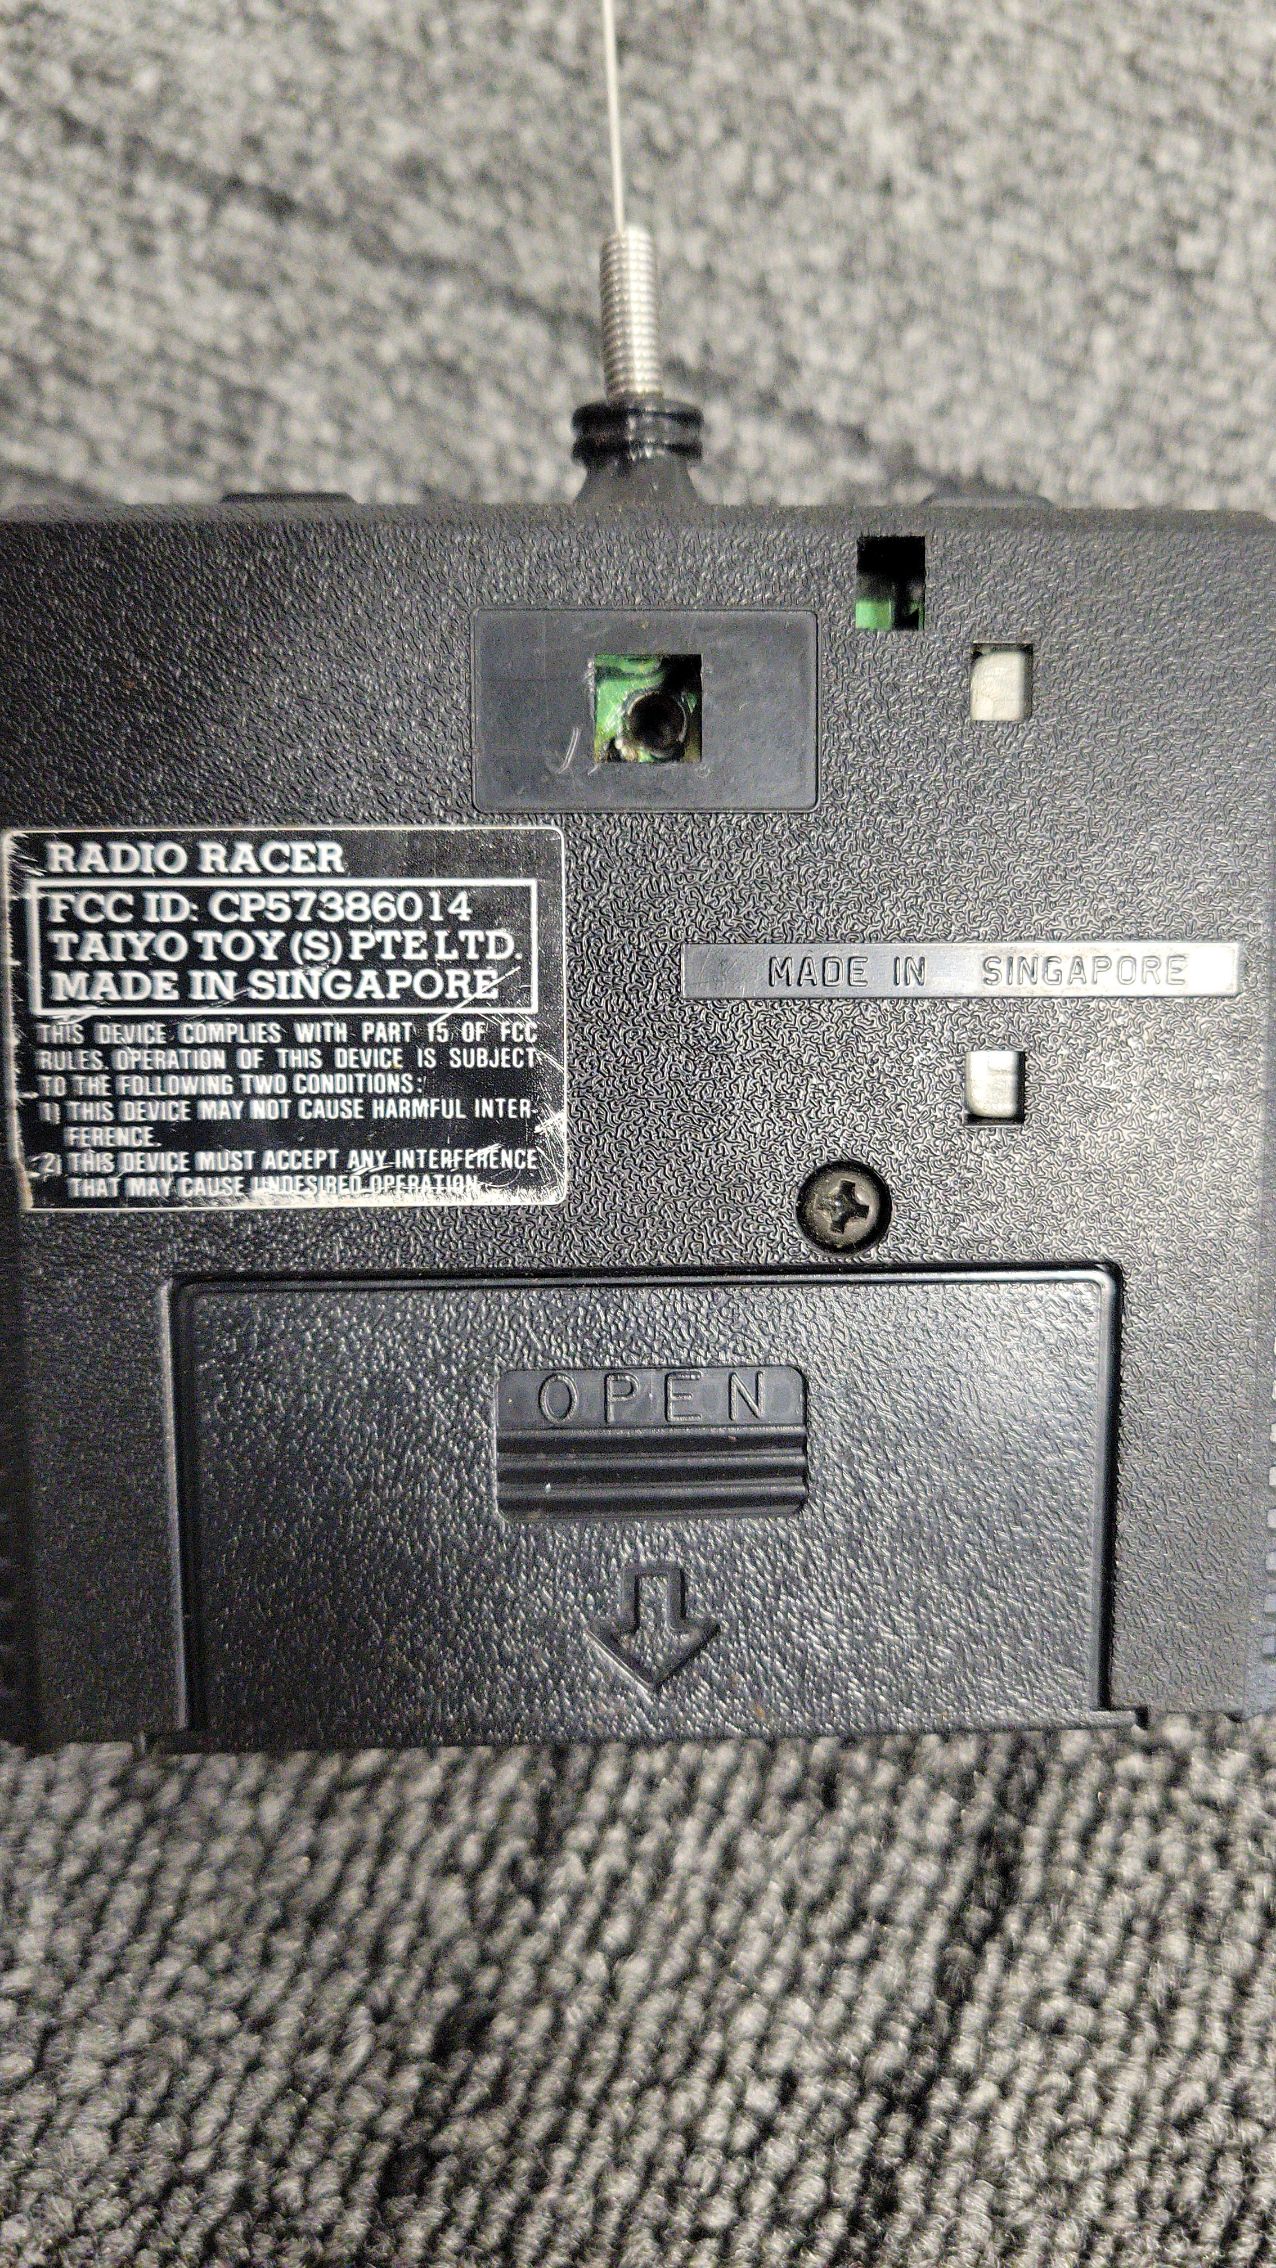 RADIO RACER
FCC ID: CP57386014
TAIYO TOY (S) PTE LTD.
MADE IN SINGAPORE
THIS DEVICE COMPLIES WITH PART 15 OF FCC
RULES. OPERATION OF THIS DEVICE IS SUBJECT
TO THE FOLLOWING TWO CONDITIONS:
1) THIS DEVICE MAY NOT CAUSE HARMFUL INTER-
FERENCE.
2) THIS DEVICE MUST ACCEPT ANY INTERFERENCE
THAT MAY CAUSE UNDESIRED OPERATION.
MADE IN SINGAPORE
OPEN